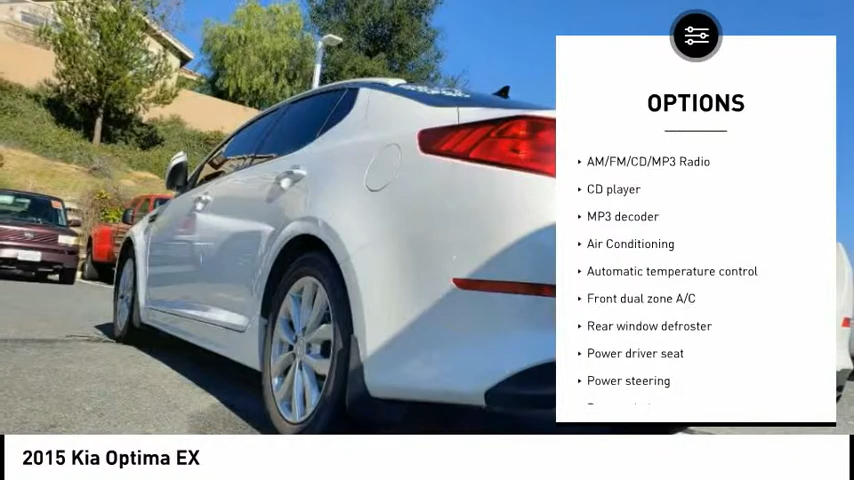 OPTIONS
AM/FM/CD/MP3 Radio
CD player
MP3 decoder
Air Conditioning
Automatic temperature control
Front dual zone A/C
Rear window defroster
Power driver seat
Power steering
2015 Kia Optima EX